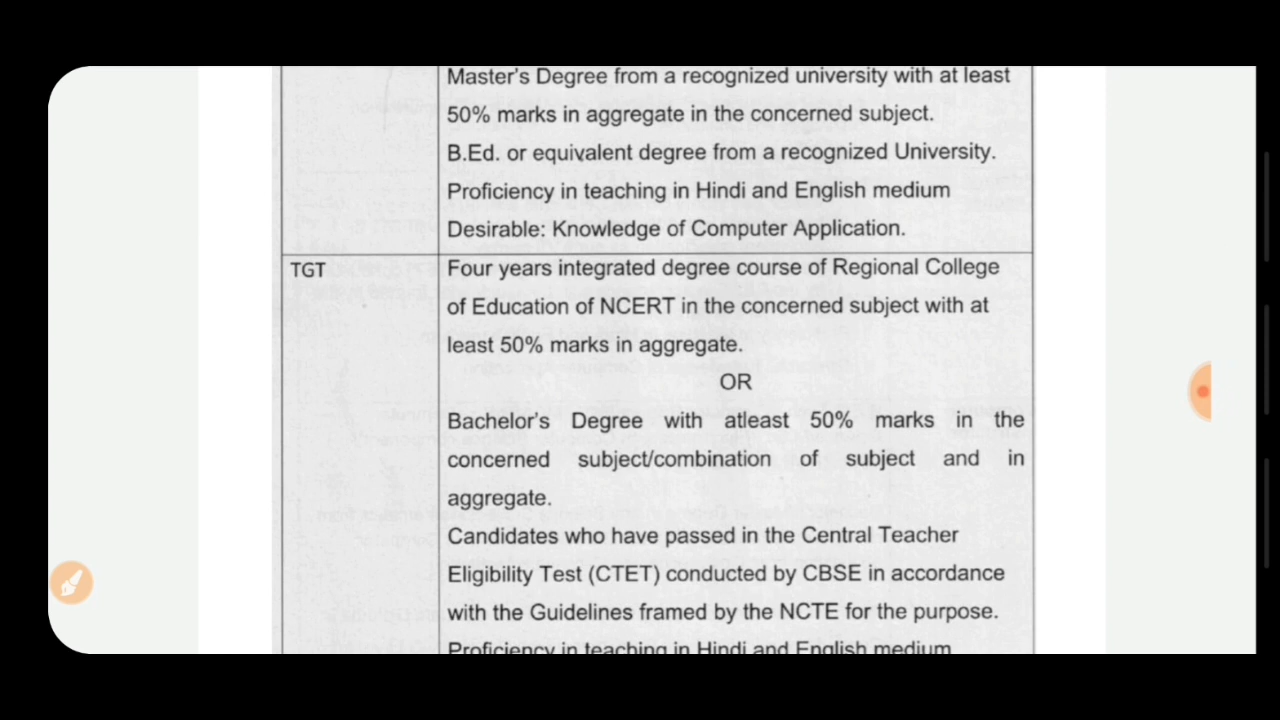 Master's Degree from a recognized university with at least
50% marks in aggregate in the concerned subject.
B.Ed. or equivalent degree from a recognized University.
Proficiency in teaching in Hindi and English medium
Desirable: Knowledge of Computer Application.
TGT
Four years integrated degree course of Regional College
of Education of NCERT in the concerned subject with at
least 50% marks in aggregate.
OR
Bachelor's Degree with atleast 50% marks in the
concerned subject/combination of subject and in
aggregate.
Candidates who have passed in the Central Teacher
Eligibility Test (CTET) conducted by CBSE in accordance
with the Guidelines framed by the NCTE for the purpose.
Proficiency in teaching in Hindi and English medium